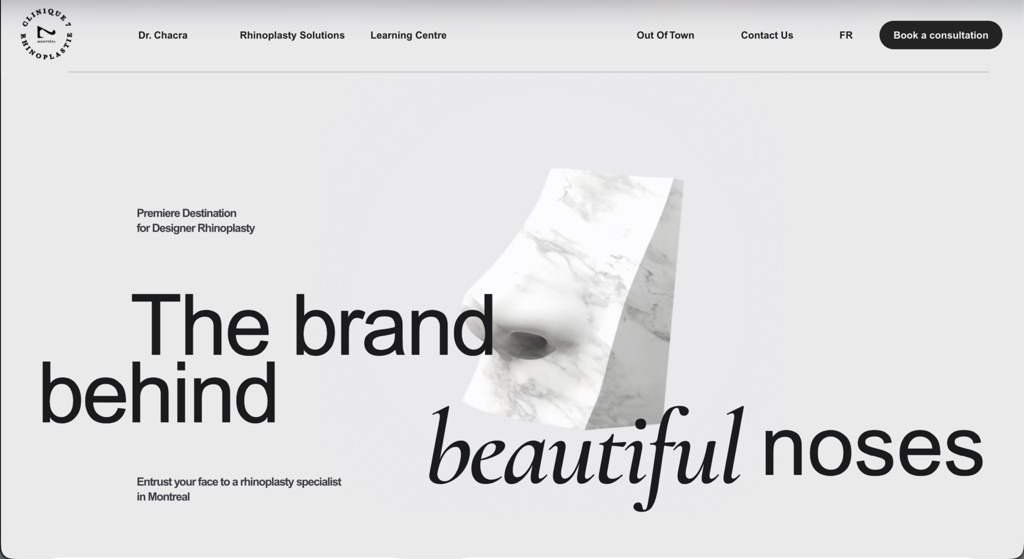 CLINIQUE 7
RHINOPLASTIE
MONTRÉAL
Dr. Chacra
Rhinoplasty Solutions
Learning Centre
Out Of Town
Contact Us
FR
Book a consultation
Premiere Destination
for Designer Rhinoplasty
The brand
behind
beautiful noses
Entrust your face to a rhinoplasty specialist
in Montreal